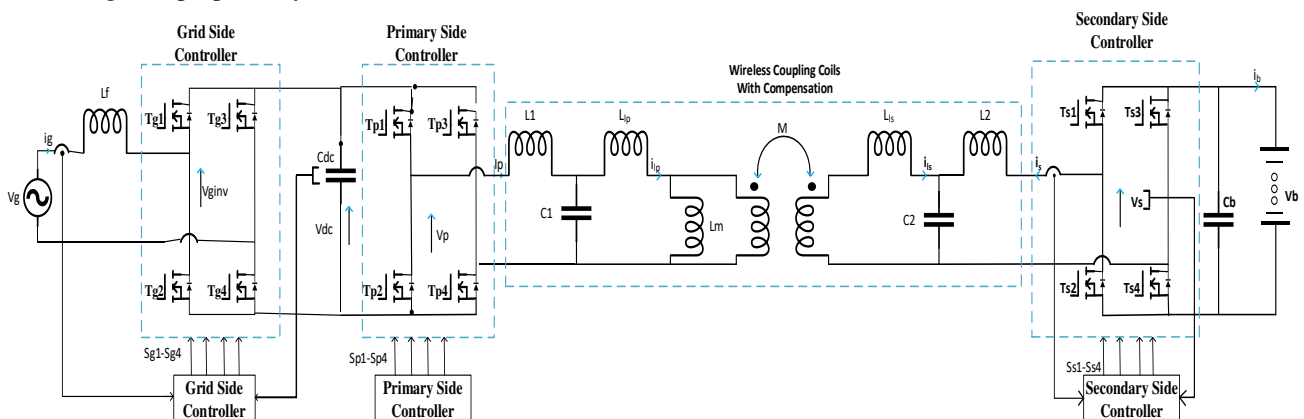 Grid Side
Controller
Primary Side
Controller
Secondary Side
Controller
Wireless Coupling Coils
With Compensation
Lf
ig
Vg
Tg1
Tg3
Vginv
Tg2
Tg4
Cdc
Vdc
Tp1
Tp3
Vp
Tp2
Tp4
Ip
L1
Llp
ilp
C1
Lm
M
Lls
ils
L2
C2
is
Ts1
Ts3
Vs
Ts2
Ts4
Cb
ib
Vb
Sg1-Sg4
Sp1-Sp4
Ss1-Ss4
Grid Side
Controller
Primary Side
Controller
Secondary Side
Controller